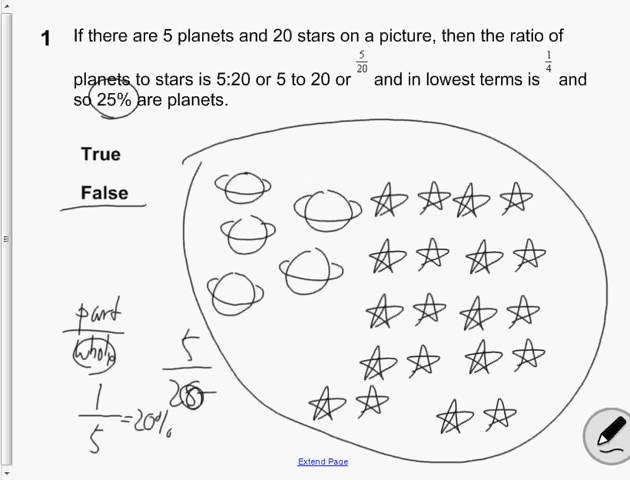 1 If there are 5 planets and 20 stars on a picture, then the ratio of
planets to stars is 5:20 or 5 to 20 or 5/20 and in lowest terms is 1/4 and
so 25% are planets.
True
False
part
whole
5
1
5
=20%
Extend Page